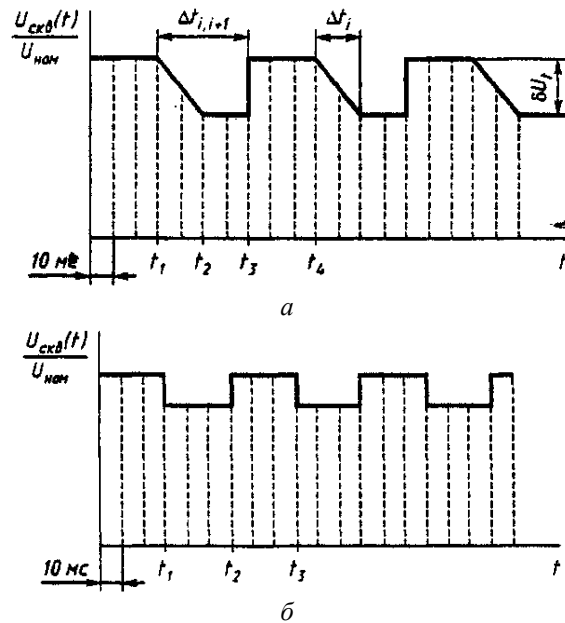 Uскв(t)
Uном
Δti,i+1
Δti
δUt
10 мс
t1
t2
t3
t4
t
а
Uскв(t)
Uном
10 мс
t1
t2
t3
t
б